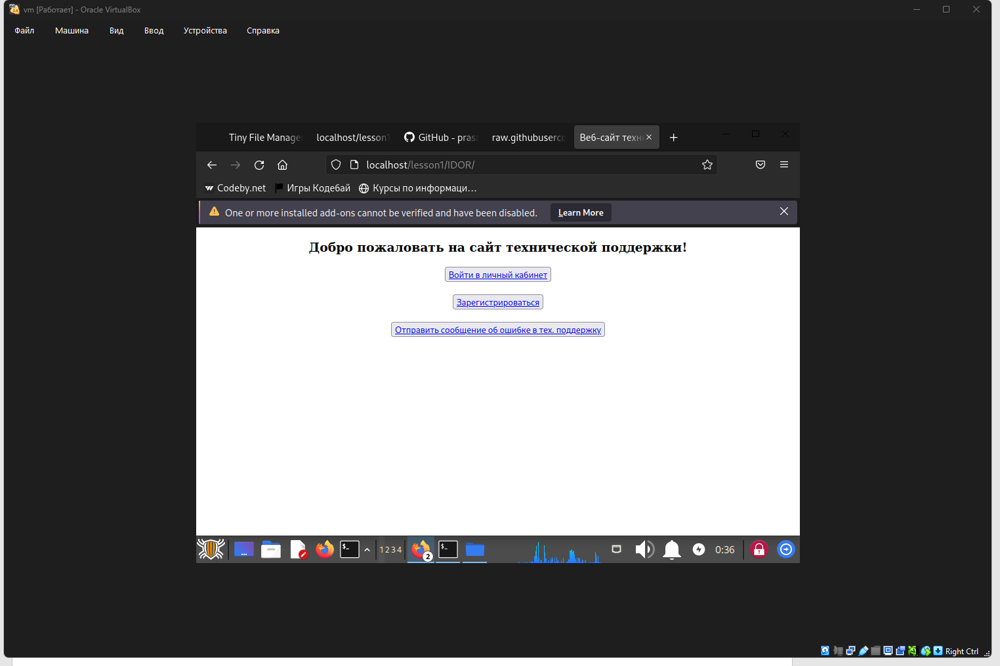 vm [Работает] - Oracle VirtualBox
Файл Машина Вид Ввод Устройства Справка
Tiny File Manage localhost/lesson1 GitHub - pras raw.githubuserco Веб-сайт техн
localhost/lesson1/IDOR/
Codeby.net Игры Кодебай Курсы по информаци...
One or more installed add-ons cannot be verified and have been disabled. Learn More
Добро пожаловать на сайт технической поддержки!
Войти в личный кабинет
Зарегистрироваться
Отправить сообщение об ошибке в тех. поддержку
1 2 3 4 2 0:36
Right Ctrl